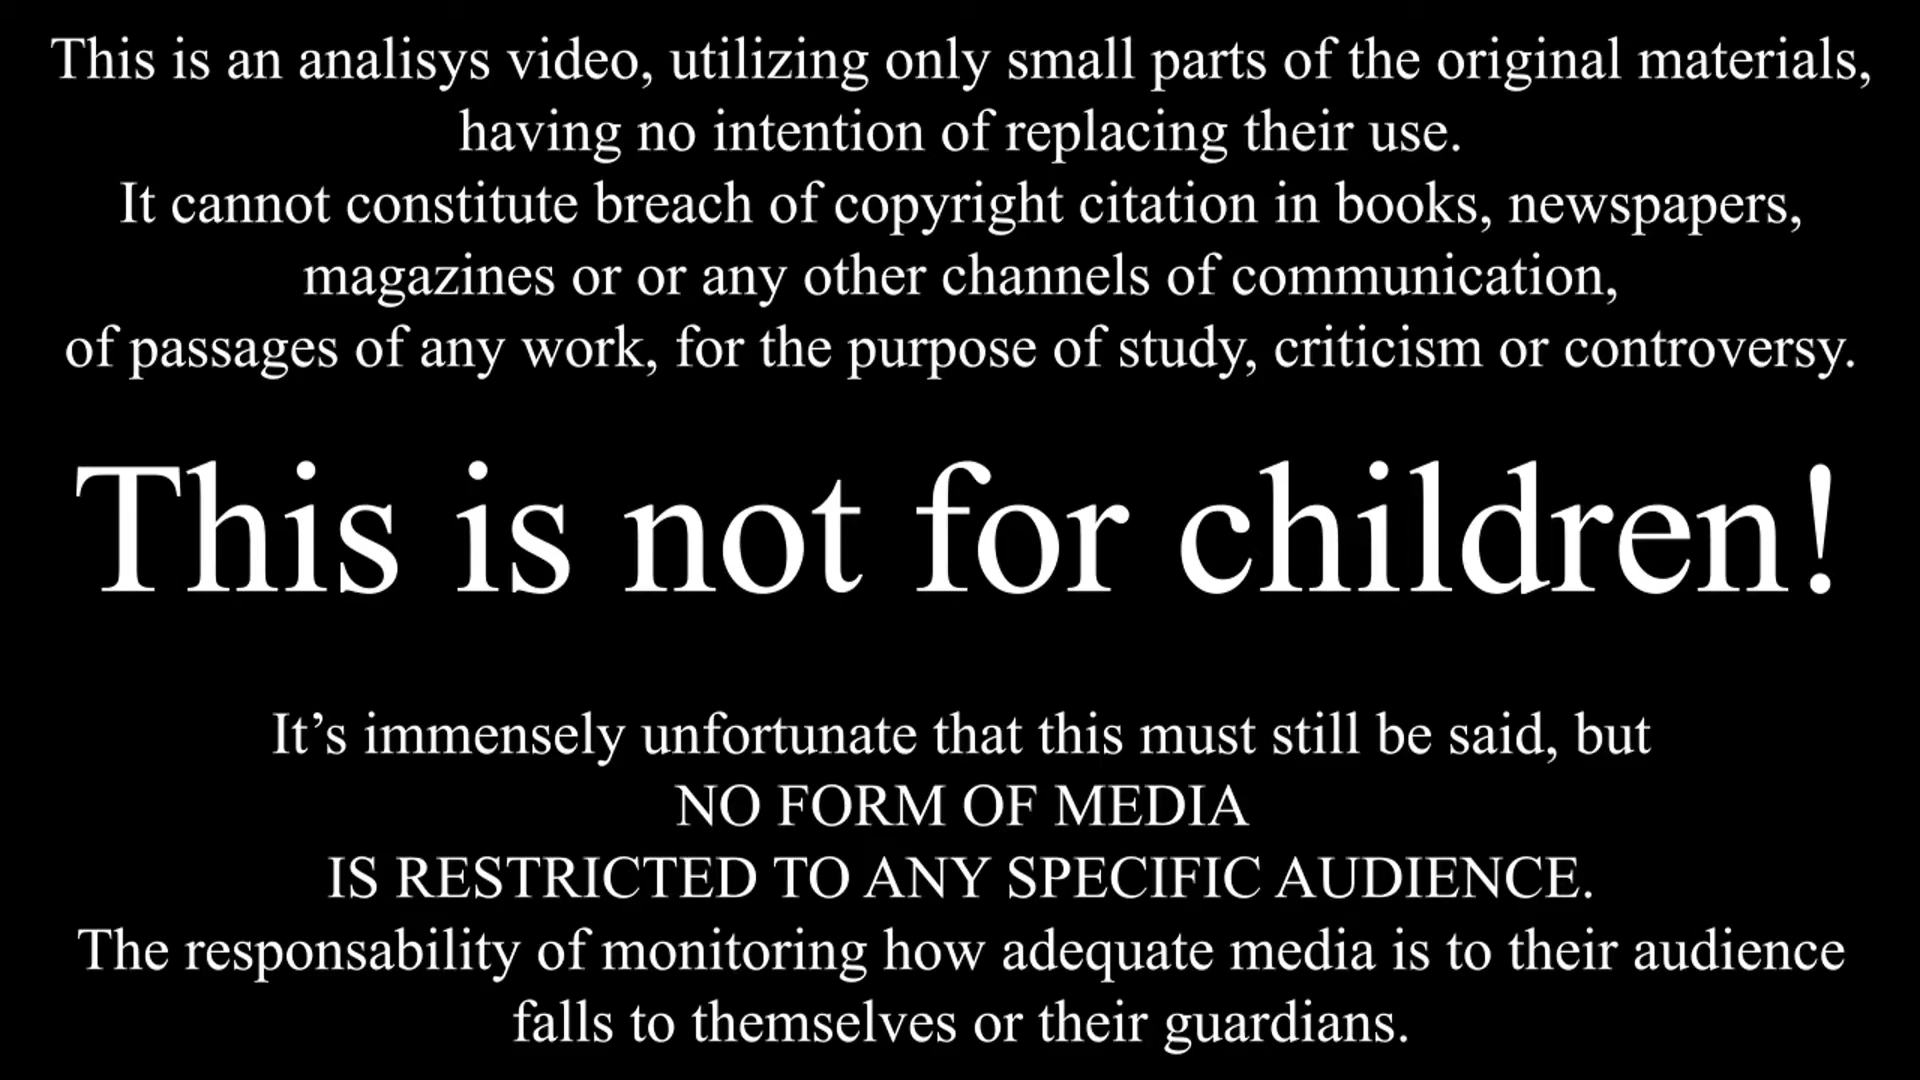 This is an analisys video, utilizing only small parts of the original materials,
having no intention of replacing their use.
It cannot constitute breach of copyright citation in books, newspapers,
magazines or or any other channels of communication,
of passages of any work, for the purpose of study, criticism or controversy.
This is not for children!
It’s immensely unfortunate that this must still be said, but
NO FORM OF MEDIA
IS RESTRICTED TO ANY SPECIFIC AUDIENCE.
The responsability of monitoring how adequate media is to their audience
falls to themselves or their guardians.